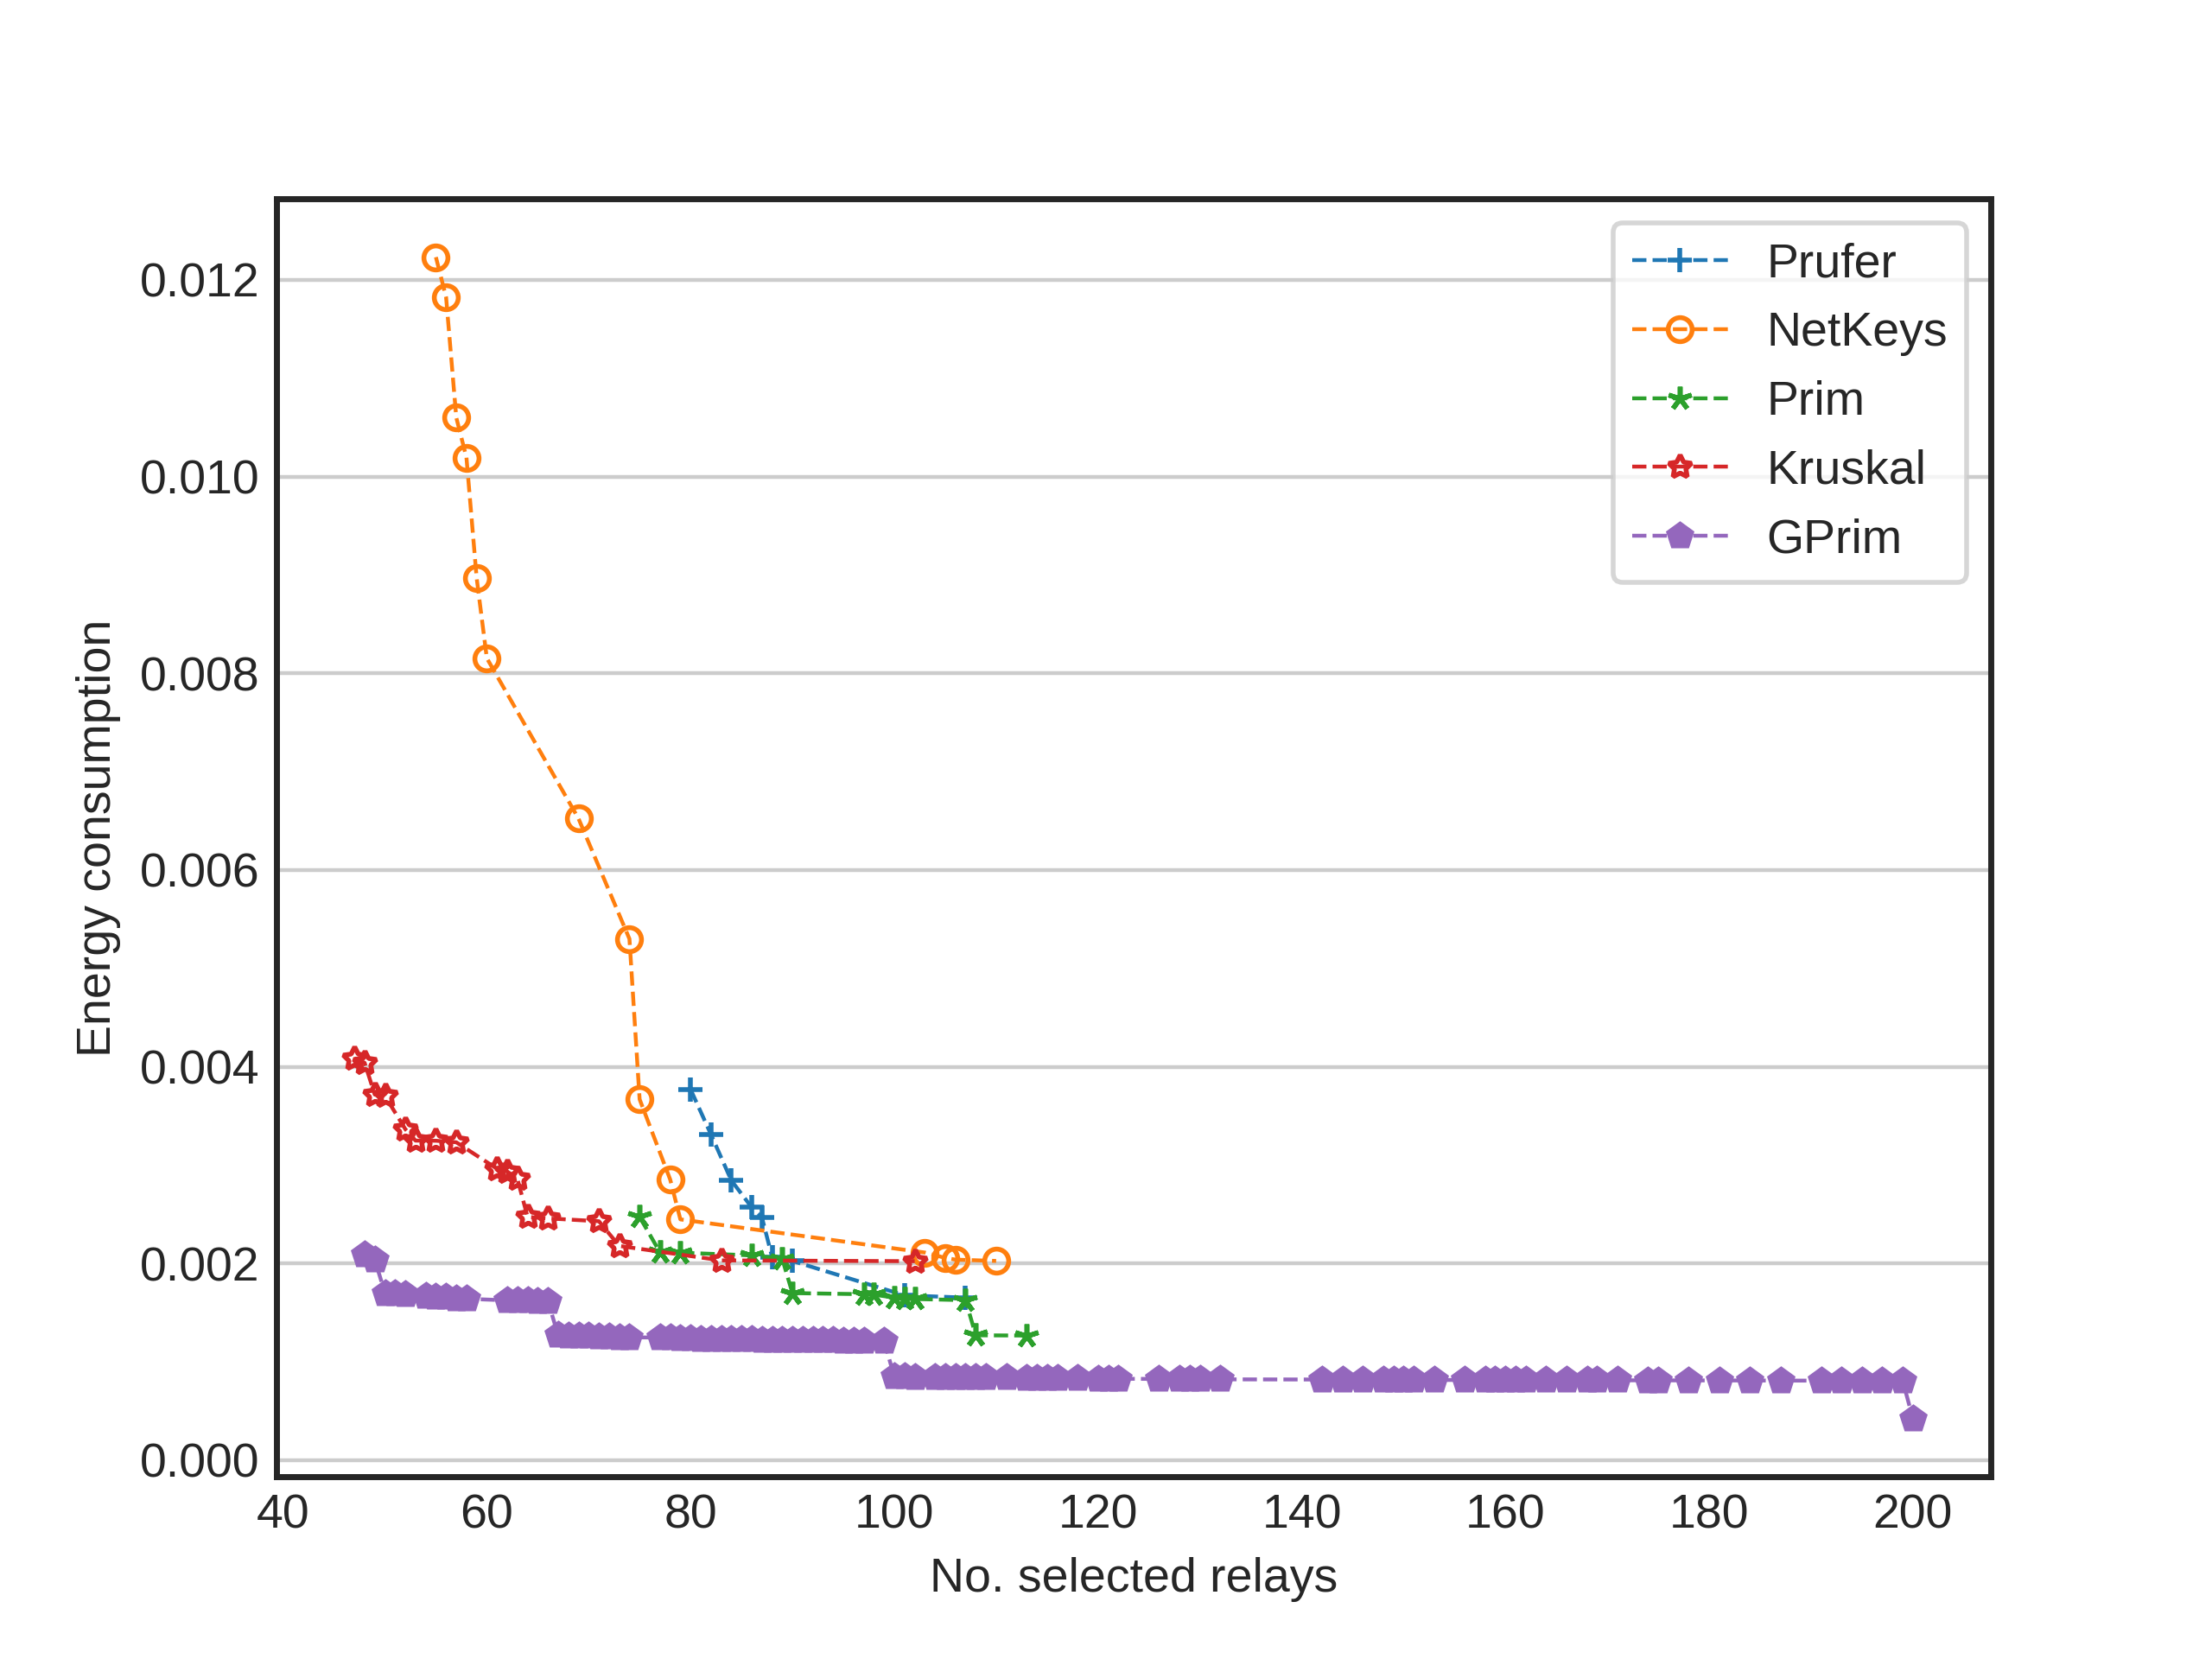 Prufer
NetKeys
Prim
Kruskal
GPrim
0.012
0.010
0.008
0.006
0.004
0.002
0.000
Energy consumption
40 60 80 100 120 140 160 180 200
No. selected relays